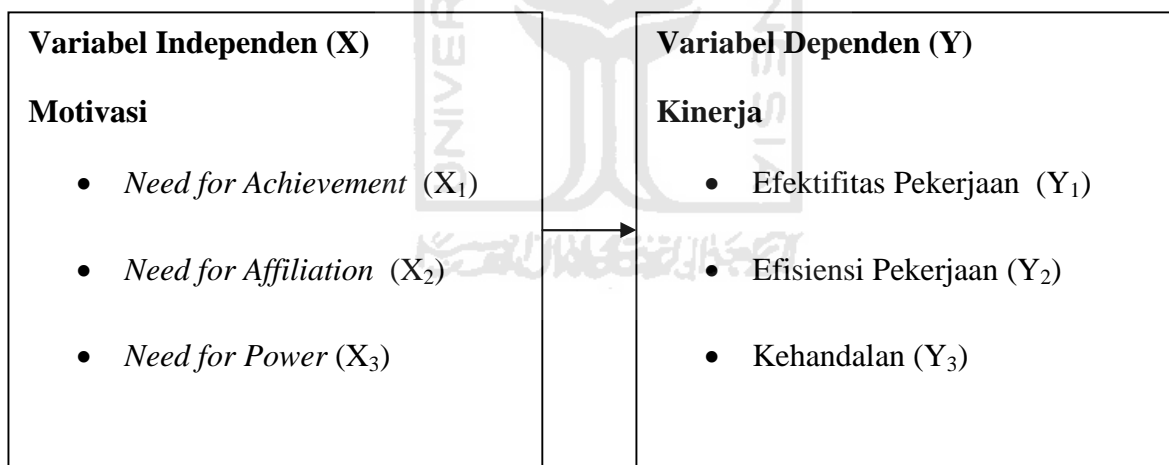 Variabel Independen (X)
Motivasi
• Need for Achievement (X₁)
• Need for Affiliation (X₂)
• Need for Power (X₃)
Variabel Dependen (Y)
Kinerja
• Efektifitas Pekerjaan (Y₁)
• Efisiensi Pekerjaan (Y₂)
• Kehandalan (Y₃)